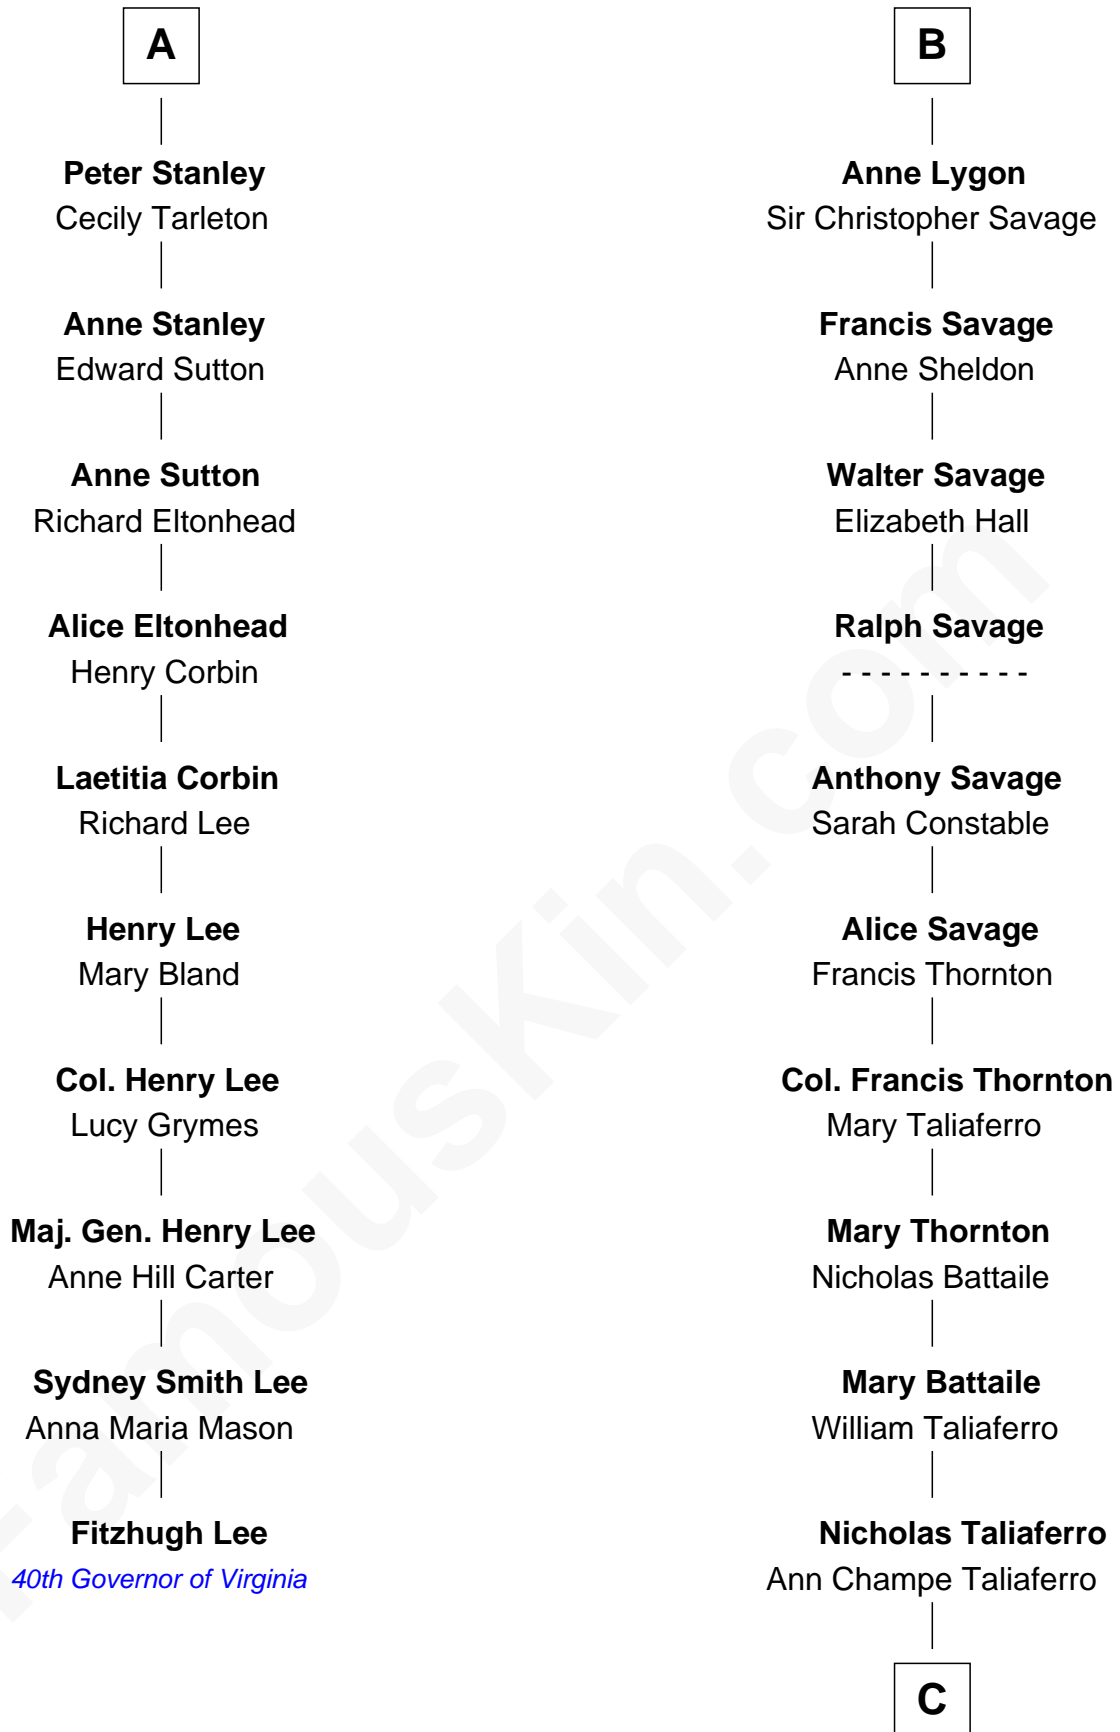 A
Peter Stanley
Cecily Tarleton
Anne Stanley
Edward Sutton
Anne Sutton
Richard Eltonhead
Alice Eltonhead
Henry Corbin
Laetitia Corbin
Richard Lee
Henry Lee
Mary Bland
Col. Henry Lee
Lucy Grymes
Maj. Gen. Henry Lee
Anne Hill Carter
Sydney Smith Lee
Anna Maria Mason
Fitzhugh Lee
40th Governor of Virginia
B
Anne Lygon
Sir Christopher Savage
Francis Savage
Anne Sheldon
Walter Savage
Elizabeth Hall
Ralph Savage
- - - - - - - - - -
Anthony Savage
Sarah Constable
Alice Savage
Francis Thornton
Col. Francis Thornton
Mary Taliaferro
Mary Thornton
Nicholas Battaile
Mary Battaile
William Taliaferro
Nicholas Taliaferro
Ann Champe Taliaferro
C
FamousKin.com